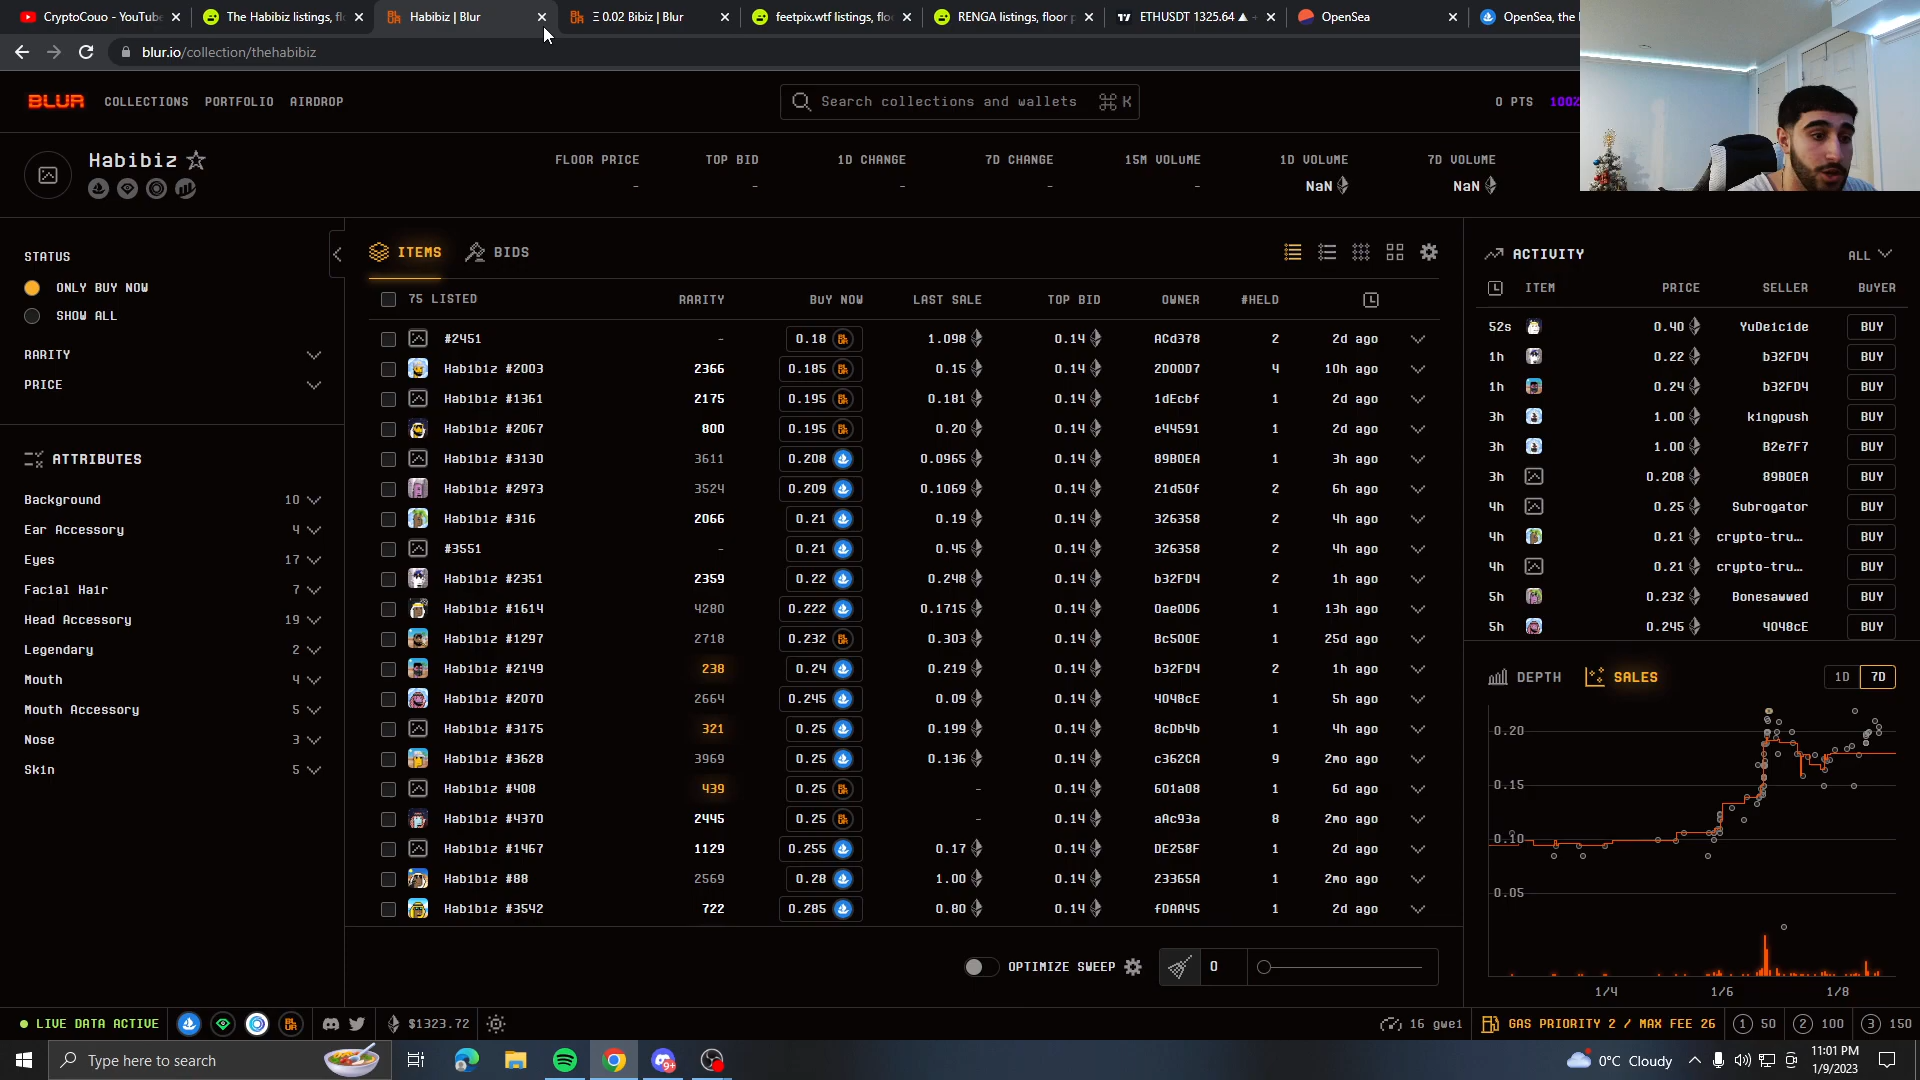 CryptoCouo - YouTube
The Habibiz listings, fl
Habibiz | Blur
Ξ 0.02 Bibiz | Blur
feetpix.wtf listings, flo
RENGA listings, floor p
ETHUSDT 1325.64 ▲
OpenSea
OpenSea, the l
blur.io/collection/thehabibiz
BLUR COLLECTIONS PORTFOLIO AIRDROP
Search collections and wallets ⌘ K
0 PTS 100%
Habibiz
FLOOR PRICE TOP BID 1D CHANGE 7D CHANGE 15M VOLUME 1D VOLUME 7D VOLUME
- - - - - NaN NaN
STATUS
ONLY BUY NOW
SHOW ALL
RARITY
PRICE
ATTRIBUTES
Background 10
Ear Accessory 4
Eyes 17
Facial Hair 7
Head Accessory 19
Legendary 2
Mouth 4
Mouth Accessory 5
Nose 3
Skin 5
ITEMS BIDS
75 LISTED RARITY BUY NOW LAST SALE TOP BID OWNER #HELD
#2451 - 0.18 1.098 0.14 ACd378 2 2d ago
Habibiz #2003 2366 0.185 0.15 0.14 2D00D7 4 10h ago
Habibiz #1361 2175 0.195 0.181 0.14 1dEcbf 1 2d ago
Habibiz #2067 800 0.195 0.20 0.14 e44591 1 2d ago
Habibiz #3130 3611 0.208 0.0965 0.14 89B0EA 1 3h ago
Habibiz #2973 3524 0.209 0.1069 0.14 21d50f 2 6h ago
Habibiz #316 2066 0.21 0.19 0.14 326358 2 4h ago
#3551 - 0.21 0.45 0.14 326358 2 4h ago
Habibiz #2351 2359 0.22 0.248 0.14 b32FD4 2 1h ago
Habibiz #1614 4280 0.222 0.1715 0.14 0ae0D6 1 13h ago
Habibiz #1297 2718 0.232 0.303 0.14 Bc500E 1 25d ago
Habibiz #2149 238 0.24 0.219 0.14 b32FD4 2 1h ago
Habibiz #2070 2664 0.245 0.09 0.14 4048cE 1 5h ago
Habibiz #3175 321 0.25 0.199 0.14 8cDb4b 1 4h ago
Habibiz #3628 3969 0.25 0.136 0.14 c362CA 9 2mo ago
Habibiz #408 439 0.25 - 0.14 601a08 1 6d ago
Habibiz #4370 2445 0.25 - 0.14 aAc93a 8 2mo ago
Habibiz #1467 1129 0.255 0.17 0.14 DE258F 1 2d ago
Habibiz #88 2569 0.28 1.00 0.14 23365A 1 2mo ago
Habibiz #3542 722 0.285 0.80 0.14 fDAA45 1 2d ago
OPTIMIZE SWEEP 0
ACTIVITY ALL
ITEM PRICE SELLER BUYER
52s 0.40 YuDeicide BUY
1h 0.22 b32FD4 BUY
1h 0.24 b32FD4 BUY
3h 1.00 kingpush BUY
3h 1.00 B2e7F7 BUY
3h 0.208 89B0EA BUY
4h 0.25 Subrogator BUY
4h 0.21 crypto-tru... BUY
4h 0.21 crypto-tru... BUY
5h 0.232 Bonesawwed BUY
5h 0.245 4048cE BUY
DEPTH SALES 1D 7D
0.20
0.15
0.10
0.05
1/4 1/6 1/8
LIVE DATA ACTIVE $1323.72 16 gwei GAS PRIORITY 2 / MAX FEE 26 1 50 2 100 3 150
Type here to search
9+
0°C Cloudy
11:01 PM
1/9/2023